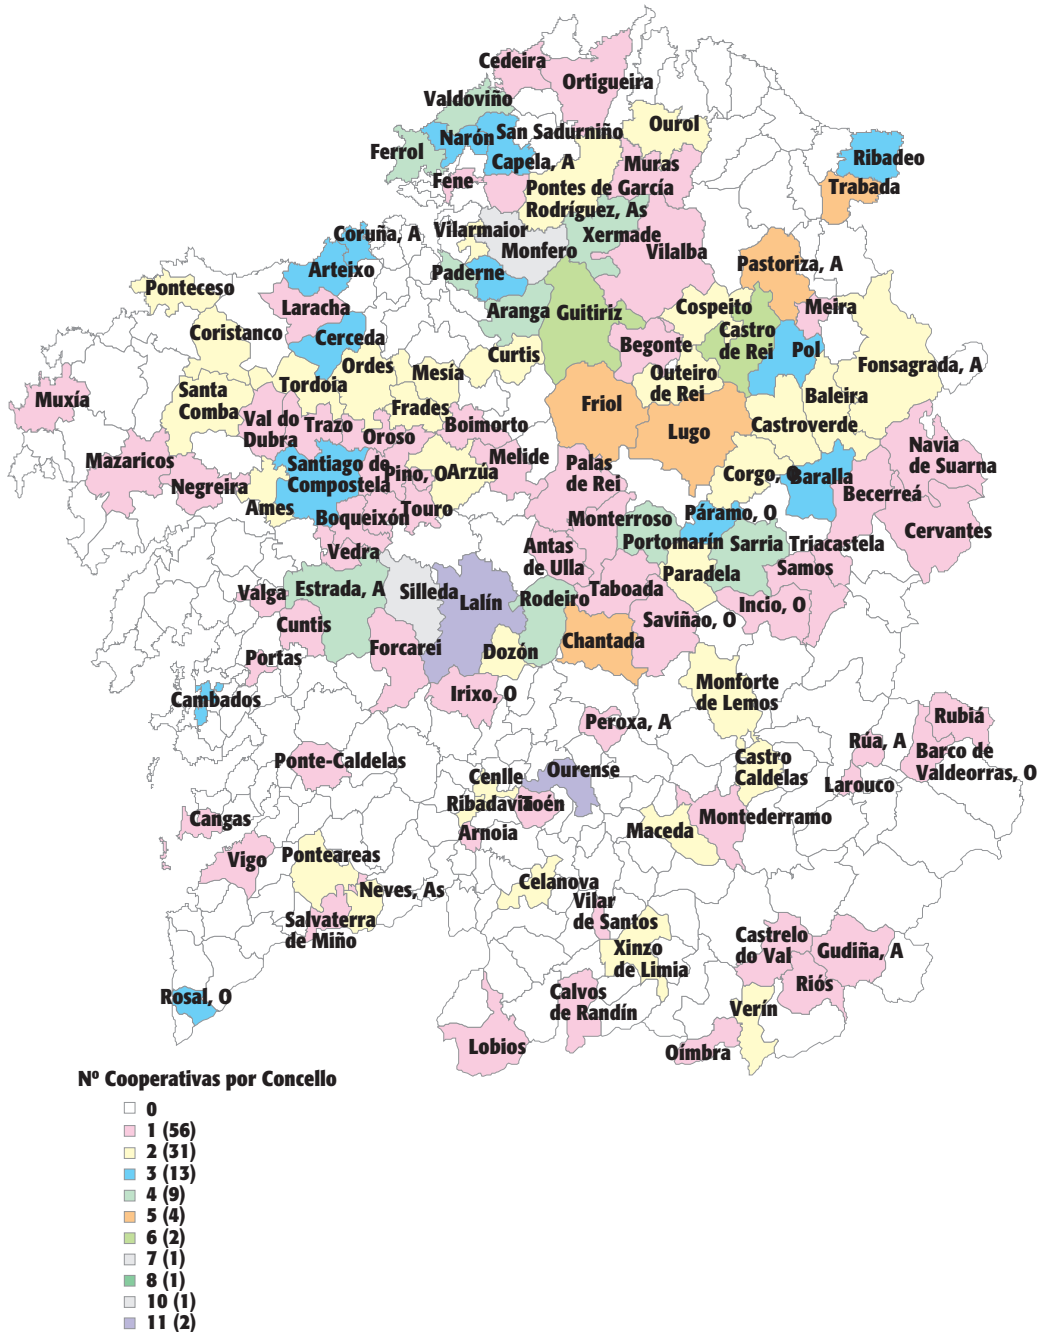 Cedeira
Ortigueira
Valdoviño
Ourol
Narón
San Sadurniño
Ferrol
Capela, A
Muras
Ribadeo
Fene
Pontes de García
Rodríguez, As
Trabada
Coruña, A
Vilarmaior
Xermade
Monfero
Vilalba
Arteixo
Paderne
Pastoriza, A
Ponteceso
Laracha
Aranga
Guitiriz
Cospeito
Meira
Coristanco
Cerceda
Castro
de Rei
Begonte
Pol
Curtis
Ordes
Mesía
Fonsagrada, A
Tordoia
Outeiro
de Rei
Muxía
Santa
Comba
Baleira
Frades
Friol
Val do
Dubra
Trazo
Boimorto
Castroverde
Oroso
Lugo
Navia
de Suarna
Mazaricos
Santiago de
Compostela
Pino, O
Arzúa
Melide
Palas
de Rei
Corgo, O
Baralla
Negreira
Becerreá
Ames
Boqueixón
Touro
Monterroso
Páramo, O
Cervantes
Vedra
Antas
de Ulla
Portomarín
Sarria
Triacastela
Paradela
Samos
Valga
Estrada, A
Silleda
Lalín
Rodeiro
Taboada
Incio, O
Cuntis
Saviñao, O
Forcarei
Dozón
Chantada
Portas
Cambados
Irixo, O
Monforte
de Lemos
Peroxa, A
Rubiá
Rúa, A
Ponte-Caldelas
Castro
Caldelas
Barco de
Valdeorras, O
Cenlle
Ourense
Larouco
Ribadavia
Toén
Cangas
Arnoia
Maceda
Montederramo
Vigo
Ponteareas
Neves, As
Celanova
Salvaterra
de Miño
Vilar
de Santos
Castrelo
do Val
Gudiña, A
Xinzo
de Limia
Rosal, O
Calvos
de Randín
Riós
Verín
Lobios
Oímbra
Nº Cooperativas por Concello
0
1 (56)
2 (31)
3 (13)
4 (9)
5 (4)
6 (2)
7 (1)
8 (1)
10 (1)
11 (2)